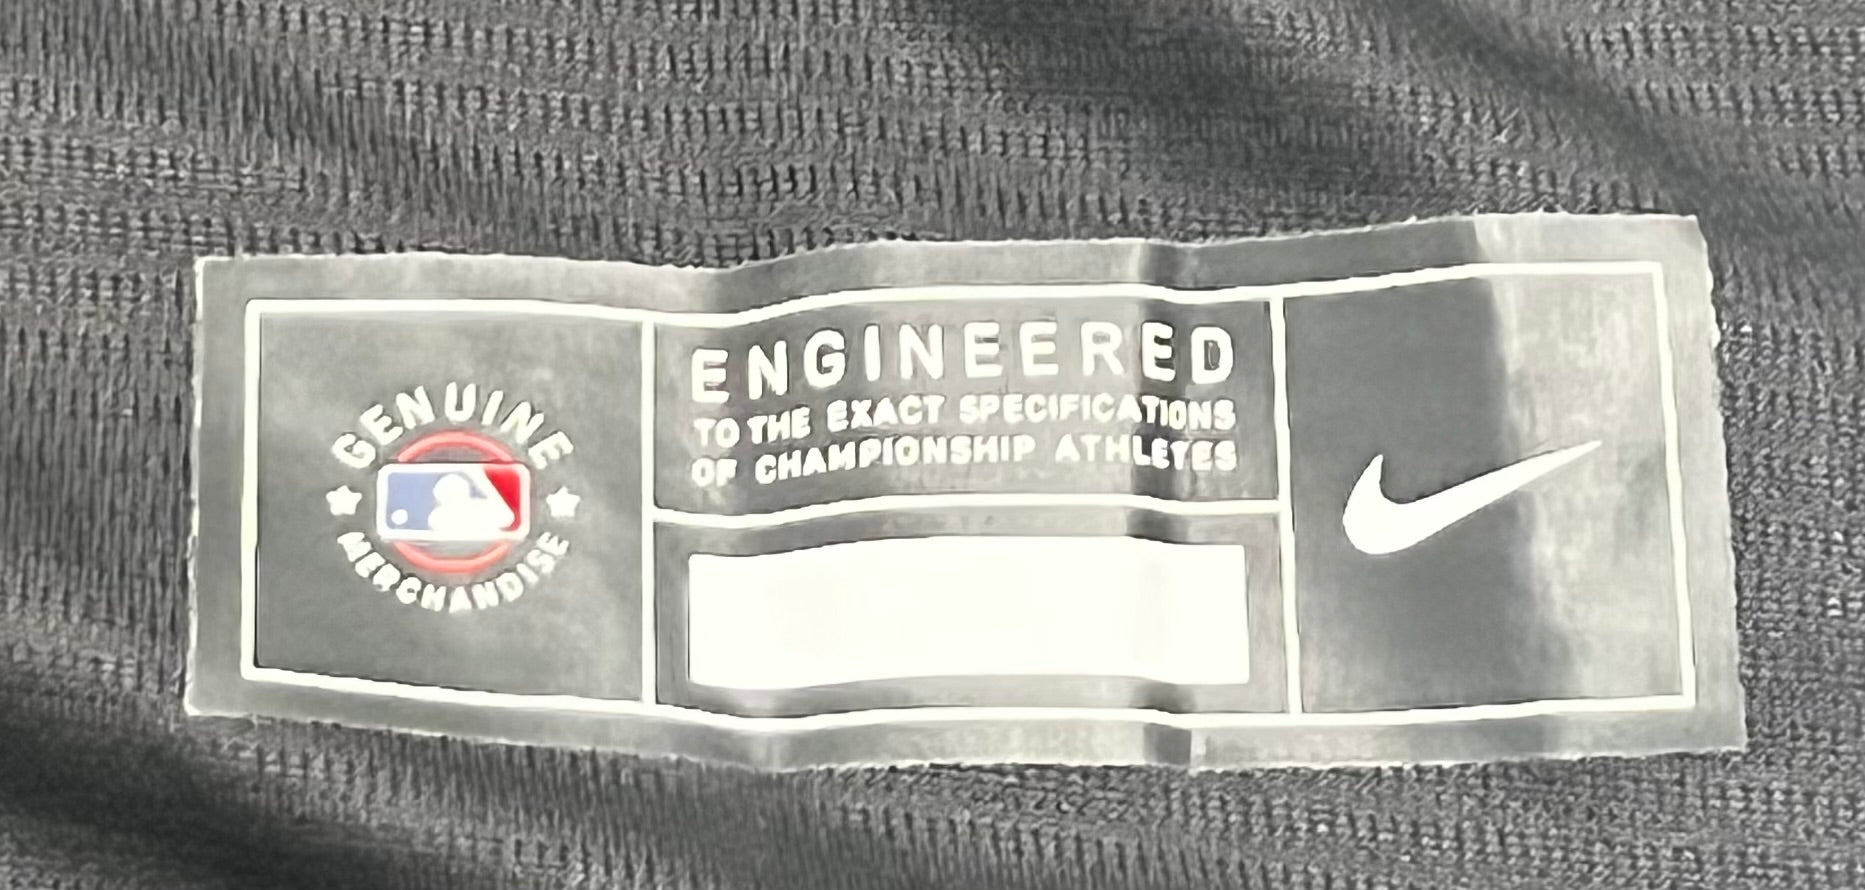 GENUINE
MERCHANDISE
ENGINEERED
TO THE EXACT SPECIFICATIONS
OF CHAMPIONSHIP ATHLETES